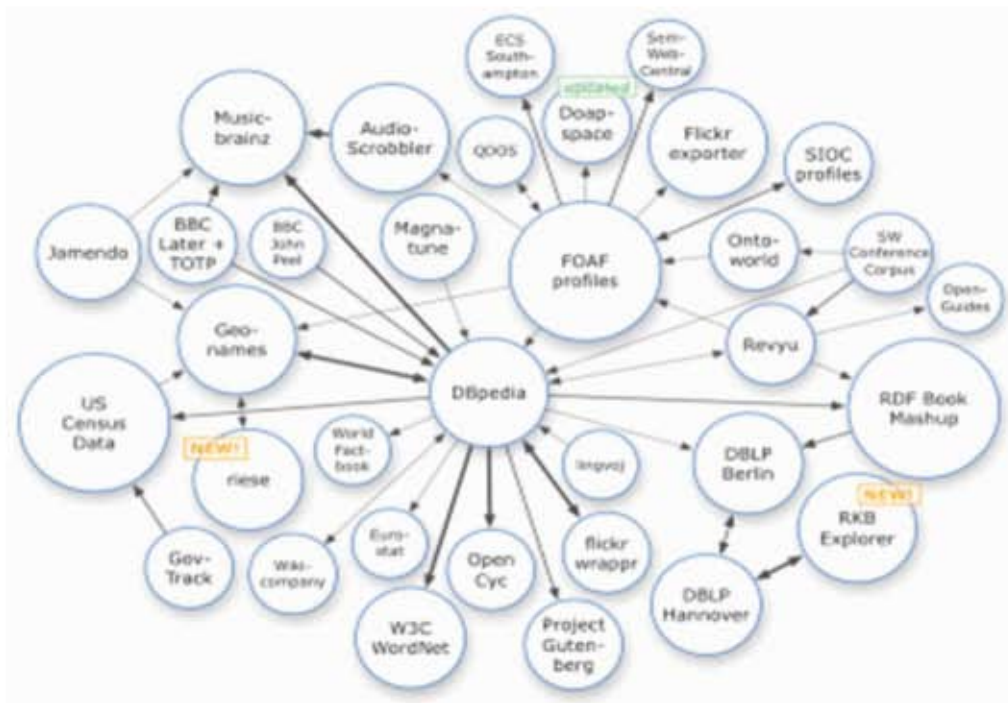 ECS
South-
ampton
Sem-
Web-
Central
updated
Doap-
space
Music-
brainz
Audio-
Scrobbler
QDOS
Flickr
exporter
SIOC
profiles
Jamendo
BBC
Later +
TOTP
BBC
John
Peel
Magna-
tune
FOAF
profiles
Onto-
world
SW
Conference
Corpus
Open-
Guides
Geo-
names
Revyu
US
Census
Data
DBpedia
RDF Book
Mashup
NEW!
riese
World
Fact-
book
lingvoj
DBLP
Berlin
NEW!
RKB
Explorer
Gov-
Track
Wiki-
company
Euro-
stat
Open
Cyc
flickr
wrappr
DBLP
Hannover
W3C
WordNet
Project
Guten-
berg